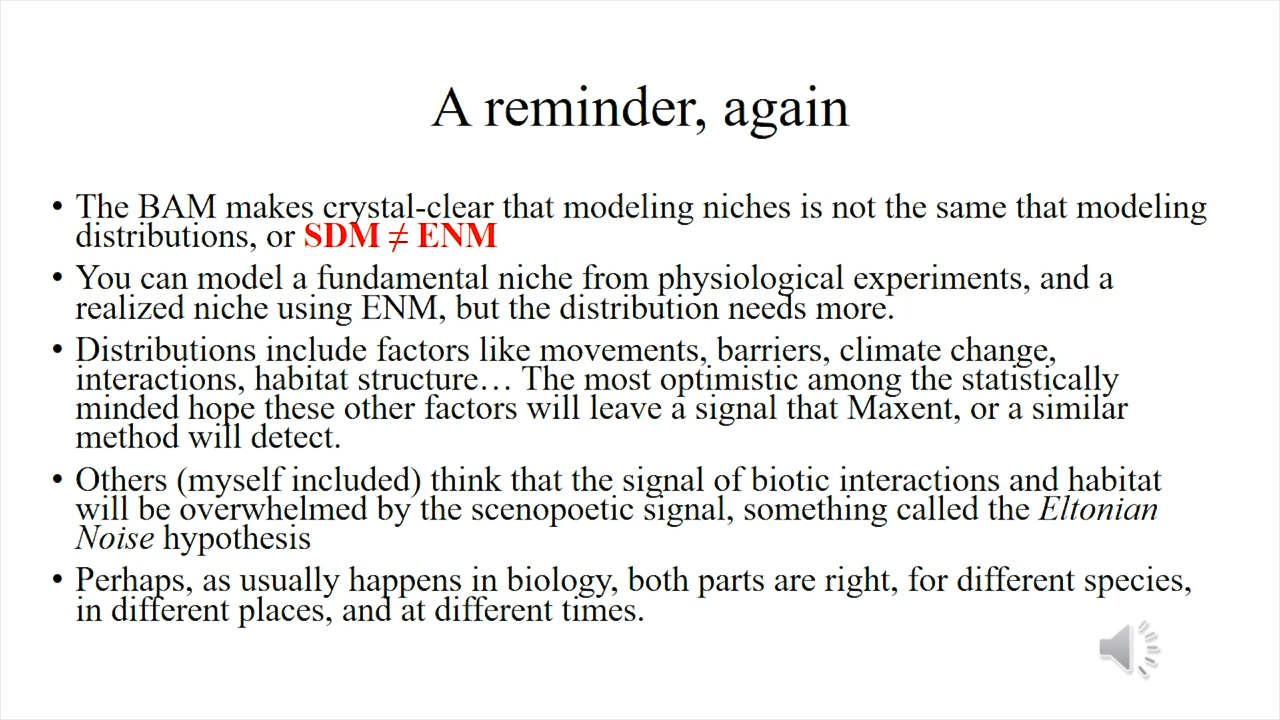 A reminder, again
• The BAM makes crystal-clear that modeling niches is not the same that modeling
distributions, or SDM ≠ ENM
• You can model a fundamental niche from physiological experiments, and a
realized niche using ENM, but the distribution needs more.
• Distributions include factors like movements, barriers, climate change,
interactions, habitat structure… The most optimistic among the statistically
minded hope these other factors will leave a signal that Maxent, or a similar
method will detect.
• Others (myself included) think that the signal of biotic interactions and habitat
will be overwhelmed by the scenopoetic signal, something called the Eltonian
Noise hypothesis
• Perhaps, as usually happens in biology, both parts are right, for different species,
in different places, and at different times.